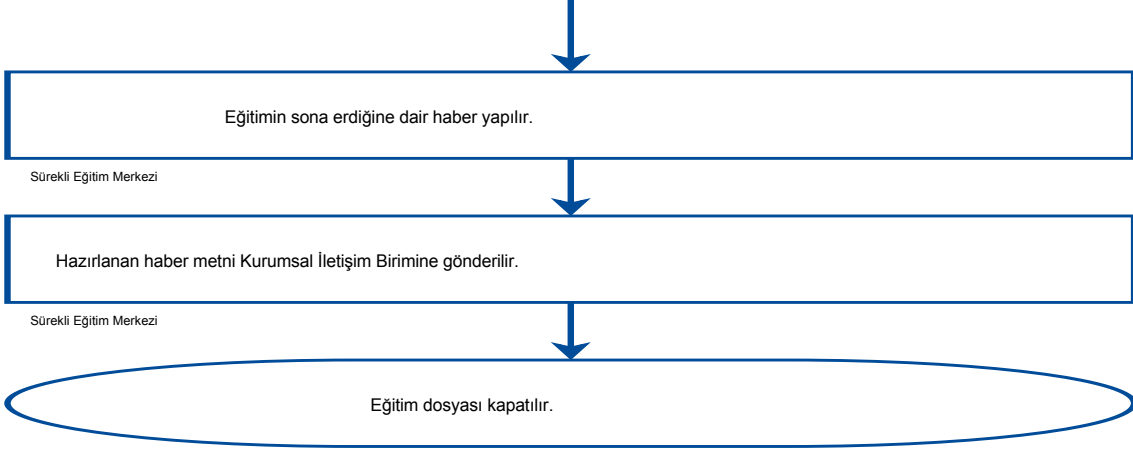 Eğitimin sona erdiğine dair haber yapılır.
Sürekli Eğitim Merkezi
Hazırlanan haber metni Kurumsal İletişim Birimine gönderilir.
Sürekli Eğitim Merkezi
Eğitim dosyası kapatılır.